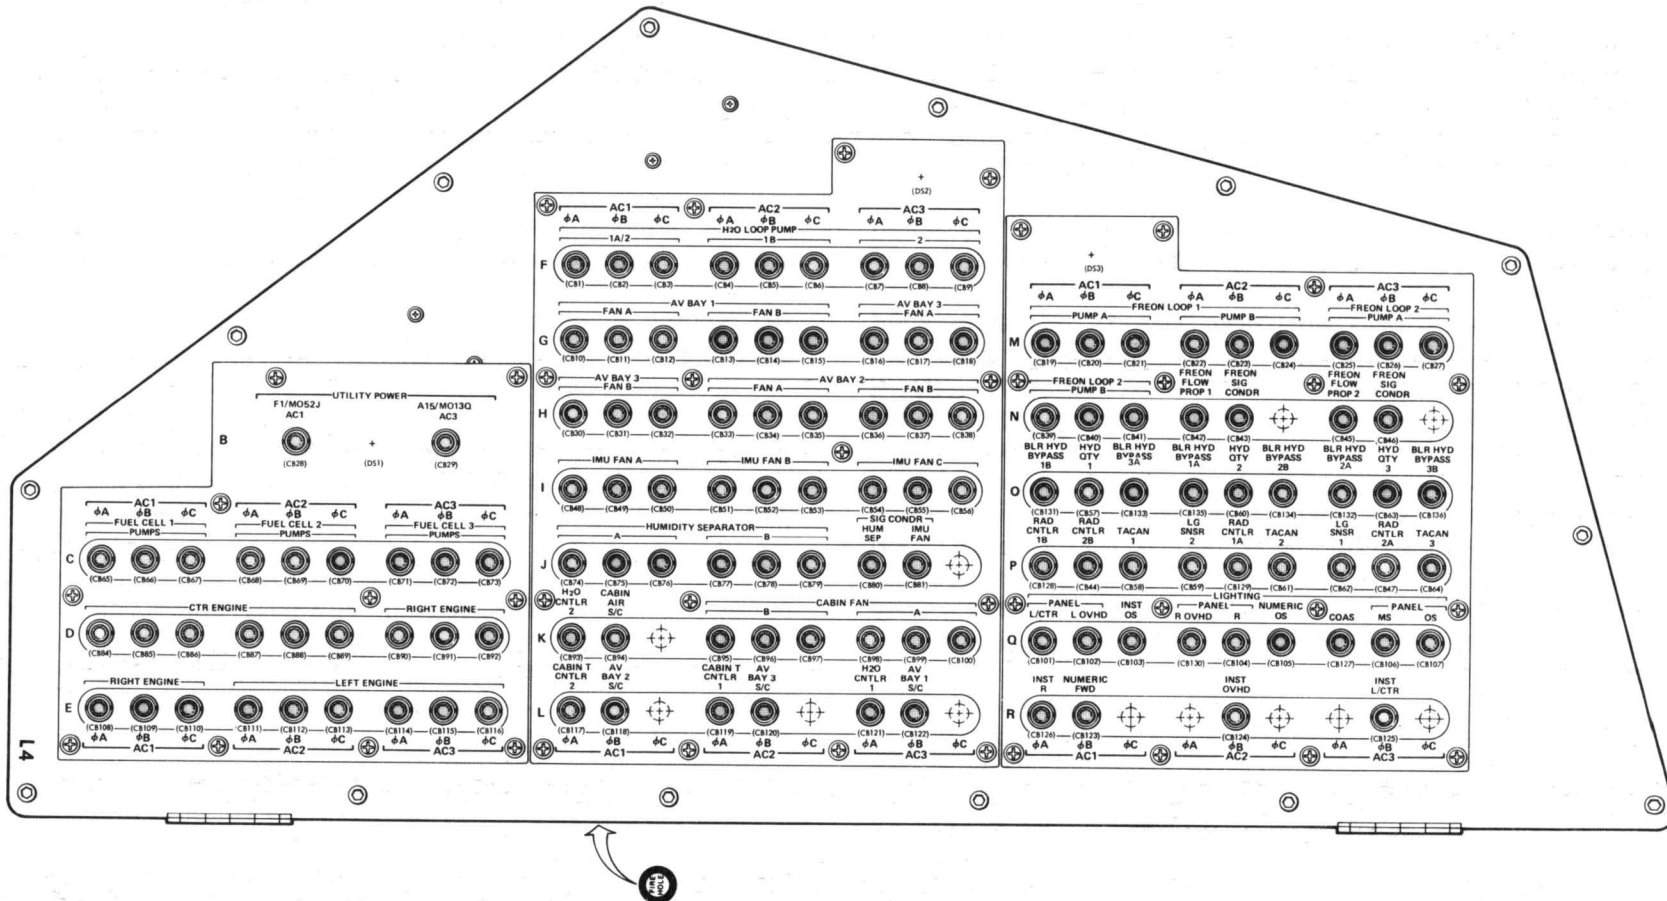 UTILITY POWER
F1/MO52J A15/MO13Q
AC1 AC3
B
(CB28) (DS1) (CB29)
AC1 AC2 AC3
φA φB φC φA φB φC φA φB φC
FUEL CELL 1 FUEL CELL 2 FUEL CELL 3
PUMPS PUMPS PUMPS
C
(CB65) (CB66) (CB67) (CB68) (CB69) (CB70) (CB71) (CB72) (CB73)
CTR ENGINE RIGHT ENGINE
D
(CB84) (CB85) (CB86) (CB87) (CB88) (CB89) (CB90) (CB91) (CB92)
RIGHT ENGINE LEFT ENGINE
E
(CB108) (CB109) (CB110) (CB111) (CB112) (CB113) (CB114) (CB115) (CB116)
φA φB φC φA φB φC φA φB φC
AC1 AC2 AC3
L4
(DS2)
AC1 AC2 AC3
φA φB φC φA φB φC φA φB φC
H2O LOOP PUMP
1A/2 1B 2
F
(CB1) (CB2) (CB3) (CB4) (CB5) (CB6) (CB7) (CB8) (CB9)
AV BAY 1 AV BAY 3
FAN A FAN B FAN A
G
(CB10) (CB11) (CB12) (CB13) (CB14) (CB15) (CB16) (CB17) (CB18)
AV BAY 3 AV BAY 2
FAN B FAN A FAN B
H
(CB30) (CB31) (CB32) (CB33) (CB34) (CB35) (CB36) (CB37) (CB38)
IMU FAN A IMU FAN B IMU FAN C
I
(CB48) (CB49) (CB50) (CB51) (CB52) (CB53) (CB54) (CB55) (CB56)
HUMIDITY SEPARATOR SIG CONDR
A B HUM SEP IMU FAN
J
(CB74) (CB75) (CB76) (CB77) (CB78) (CB79) (CB80) (CB81)
H2O CNTLR 2 CABIN AIR S/C CABIN FAN
B A
K
(CB93) (CB94) (CB95) (CB96) (CB97) (CB98) (CB99) (CB100)
CABIN T CNTLR 2 AV BAY 2 S/C CABIN T CNTLR 1 AV BAY 3 S/C H2O CNTLR 1 AV BAY 1 S/C
L
(CB117) (CB118) (CB119) (CB120) (CB121) (CB122)
φA φB φC φA φB φC φA φB φC
AC1 AC2 AC3
(DS3)
AC1 AC2 AC3
φA φB φC φA φB φC φA φB φC
FREON LOOP 1 FREON LOOP 2
PUMP A PUMP B PUMP A
M
(CB19) (CB20) (CB21) (CB22) (CB23) (CB24) (CB25) (CB26) (CB27)
FREON LOOP 2 PUMP B FREON FLOW PROP 1 FREON SIG CONDR FREON FLOW PROP 2 FREON SIG CONDR
N
(CB39) (CB40) (CB41) (CB42) (CB43) (CB45) (CB46)
BLR HYD BYPASS 1B HYD QTY 1 BLR HYD BYPASS 3A BLR HYD BYPASS 1A HYD QTY 2 BLR HYD BYPASS 2B BLR HYD BYPASS 2A HYD QTY 3 BLR HYD BYPASS 3B
O
(CB131) (CB57) (CB133) (CB135) (CB60) (CB134) (CB132) (CB63) (CB136)
RAD CNTLR 1B RAD CNTLR 2B TACAN 1 LG SNSR 2 RAD CNTLR 1A TACAN 2 LG SNSR 1 RAD CNTLR 2A TACAN 3
P
(CB128) (CB44) (CB58) (CB59) (CB129) (CB61) (CB62) (CB47) (CB64)
LIGHTING
PANEL INST OS PANEL NUMERIC OS COAS PANEL
L/CTR L OVHD R OVHD R MS OS
Q
(CB101) (CB102) (CB103) (CB130) (CB104) (CB105) (CB127) (CB106) (CB107)
INST R NUMERIC FWD INST OVHD INST L/CTR
R
(CB126) (CB123) (CB124) (CB125)
φA φB φC φA φB φC φA φB φC
AC1 AC2 AC3
FIRE HOLE